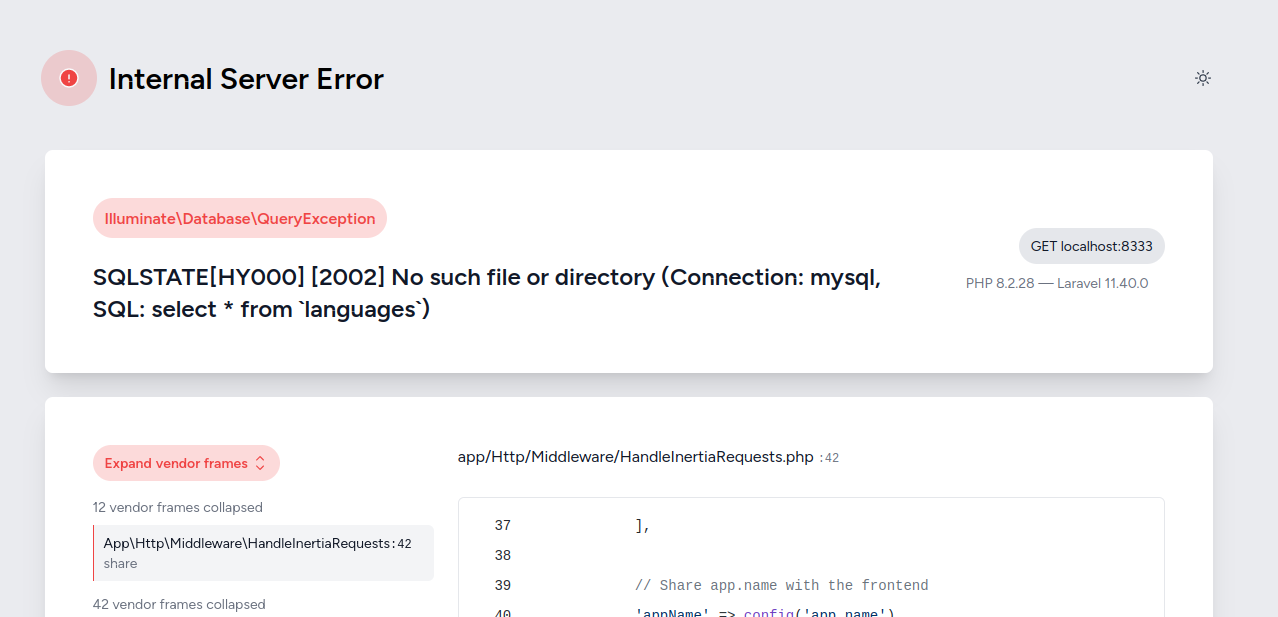 Internal Server Error
Illuminate\Database\QueryException
SQLSTATE[HY000] [2002] No such file or directory (Connection: mysql,
SQL: select * from `languages`)
GET localhost:8333
PHP 8.2.28 — Laravel 11.40.0
Expand vendor frames
12 vendor frames collapsed
App\Http\Middleware\HandleInertiaRequests:42
share
42 vendor frames collapsed
app/Http/Middleware/HandleInertiaRequests.php :42
37 ],
38
39 // Share app.name with the frontend
40 'appName' => config('app.name')